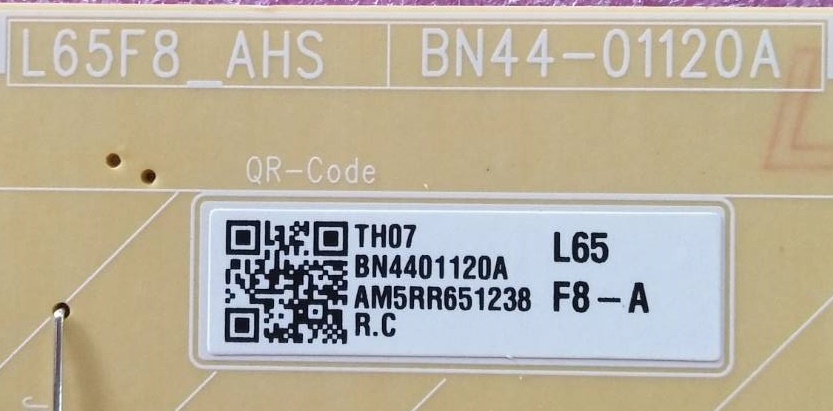 L65F8_AHS BN44-01120A
QR-Code
TH07 L65
BN4401120A
AM5RR651238 F8-A
R.C
J